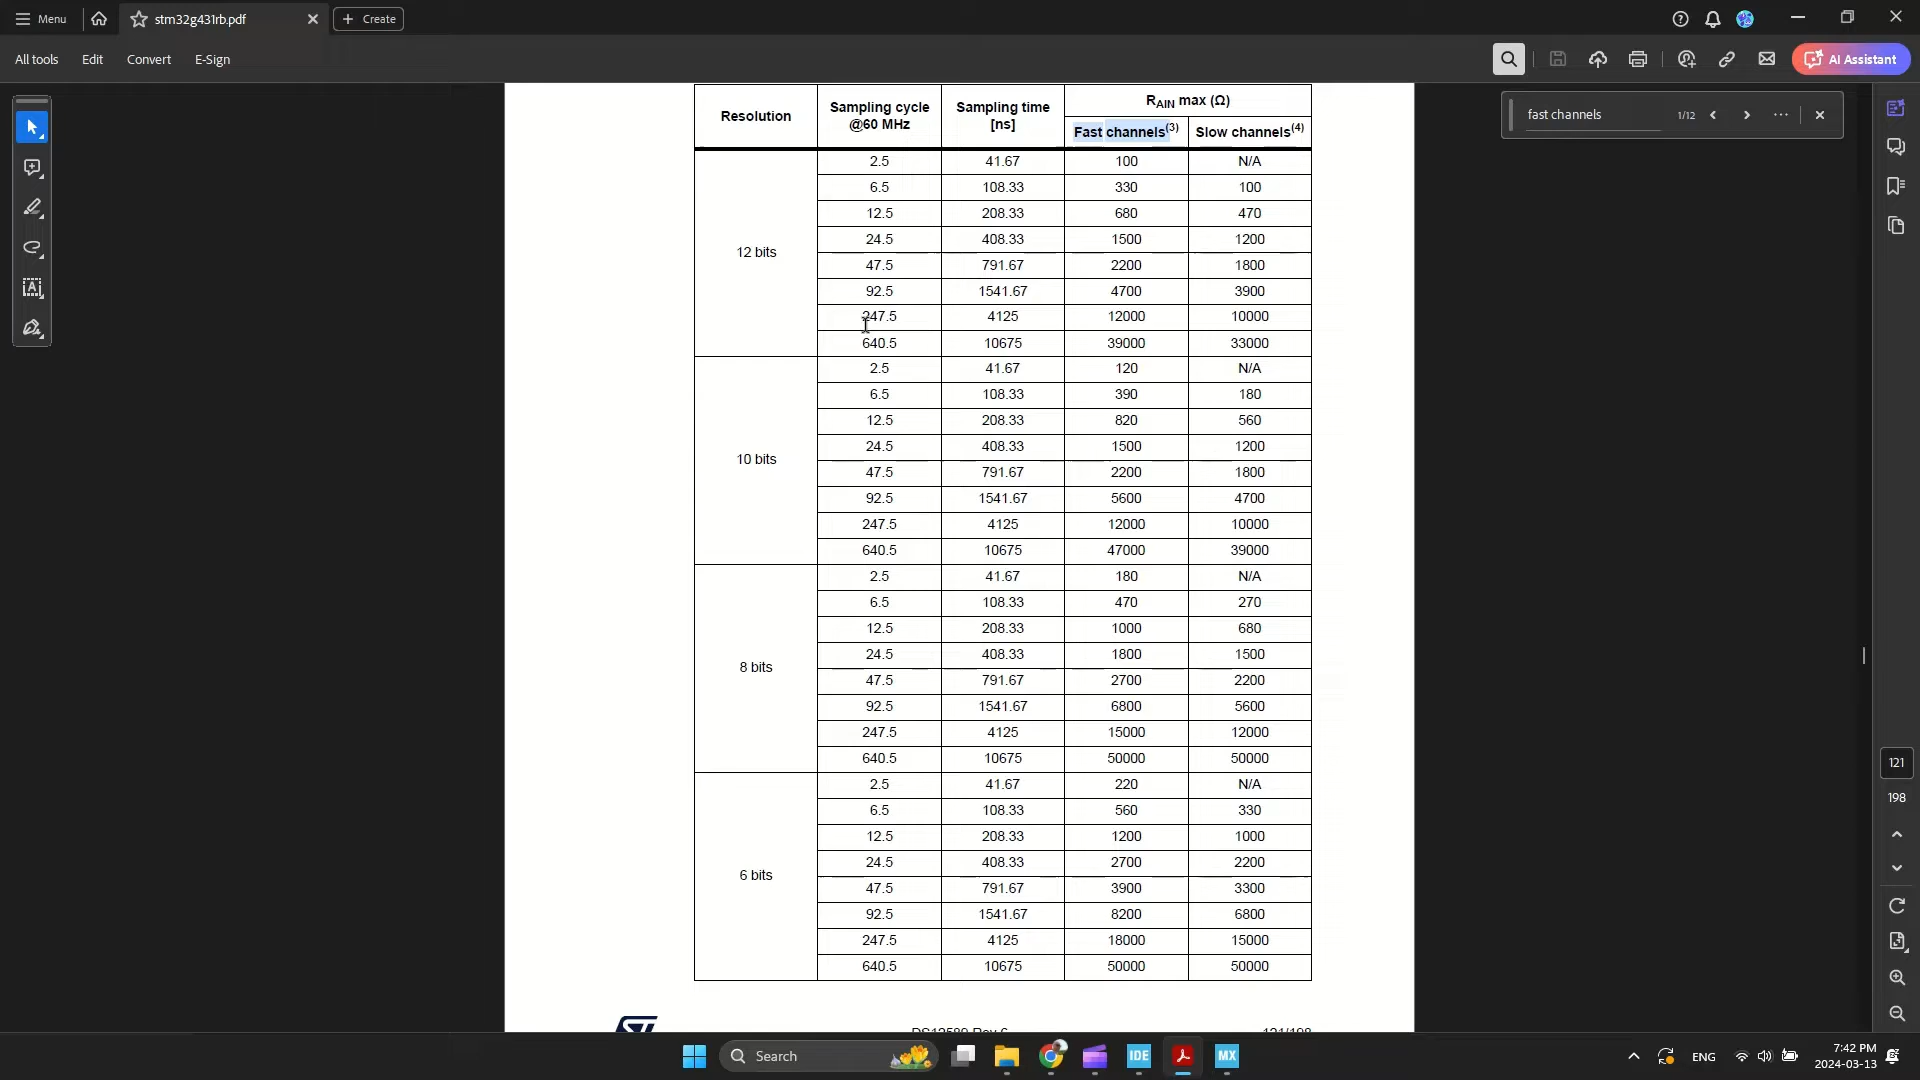 Menu
stm32g431rb.pdf
Create
All tools
Edit
Convert
E-Sign
AI Assistant
fast channels
1/12
Resolution
Sampling cycle @60 MHz
Sampling time [ns]
RAIN max (Ω)
Fast channels(3)
Slow channels(4)
12 bits
2.5 41.67 100 N/A
6.5 108.33 330 100
12.5 208.33 680 470
24.5 408.33 1500 1200
47.5 791.67 2200 1800
92.5 1541.67 4700 3900
247.5 4125 12000 10000
640.5 10675 39000 33000
10 bits
2.5 41.67 120 N/A
6.5 108.33 390 180
12.5 208.33 820 560
24.5 408.33 1500 1200
47.5 791.67 2200 1800
92.5 1541.67 5600 4700
247.5 4125 12000 10000
640.5 10675 47000 39000
8 bits
2.5 41.67 180 N/A
6.5 108.33 470 270
12.5 208.33 1000 680
24.5 408.33 1800 1500
47.5 791.67 2700 2200
92.5 1541.67 6800 5600
247.5 4125 15000 12000
640.5 10675 50000 50000
6 bits
2.5 41.67 220 N/A
6.5 108.33 560 330
12.5 208.33 1200 1000
24.5 408.33 2700 2200
47.5 791.67 3900 3300
92.5 1541.67 8200 6800
247.5 4125 18000 15000
640.5 10675 50000 50000
DS12589 Rev 6
121/198
121
198
Search
IDE
MX
ENG
7:42 PM
2024-03-13